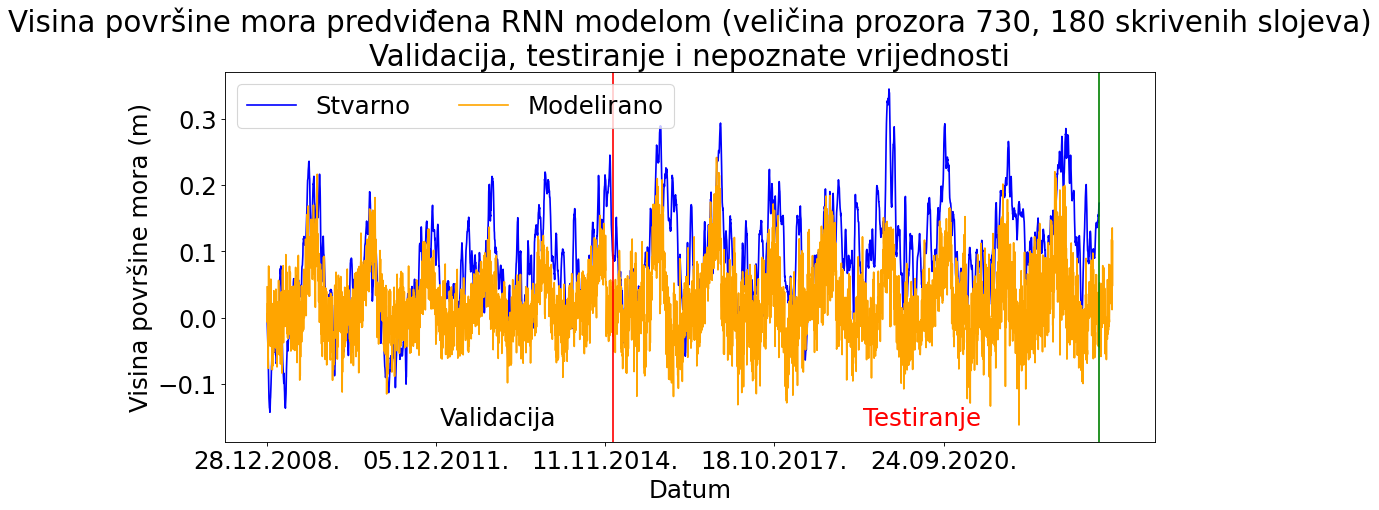 Visina površine mora predviđena RNN modelom (veličina prozora 730, 180 skrivenih slojeva)
Validacija, testiranje i nepoznate vrijednosti
Stvarno Modelirano
Visina površine mora (m)
0.3
0.2
0.1
0.0
−0.1
Validacija Testiranje
28.12.2008. 05.12.2011. 11.11.2014. 18.10.2017. 24.09.2020.
Datum